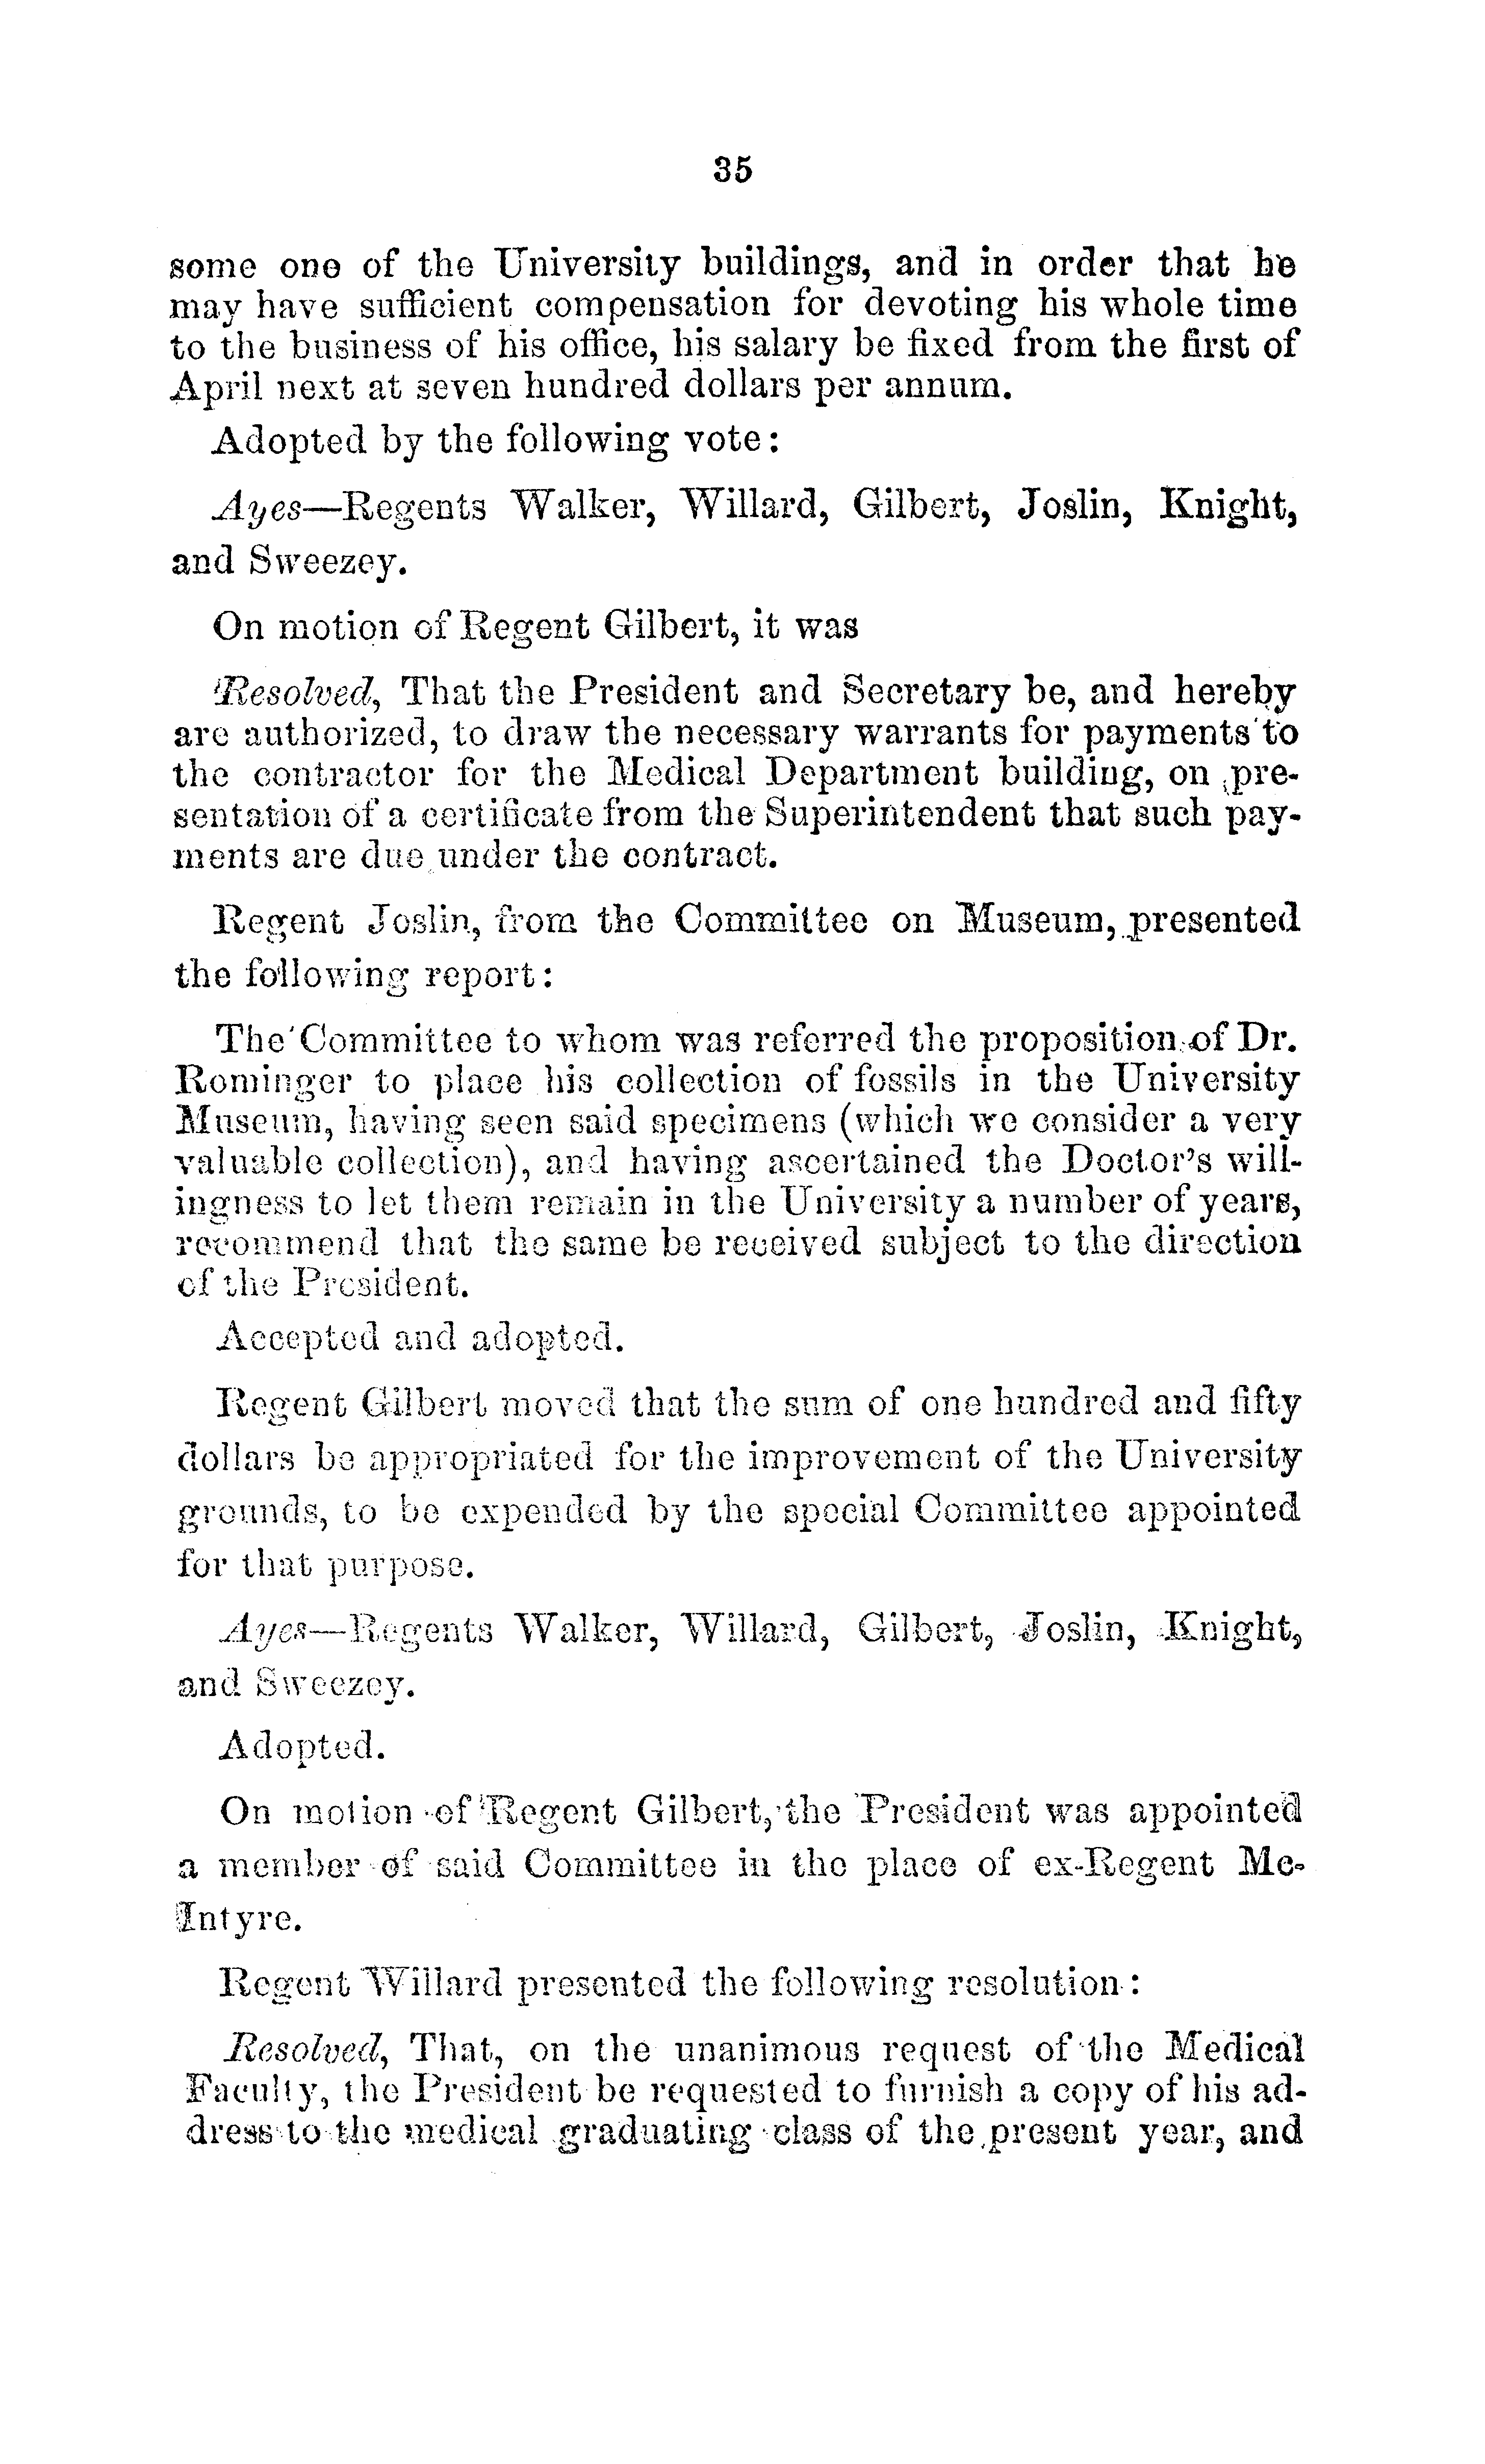 35
some one of the University buildings, and in order that he
may have sufficient compensation for devoting his whole time
to the business of his office, his salary be fixed from the first of
April next at seven hundred dollars per annum.
Adopted by the following vote:
Ayes—Regents Walker, Willard, Gilbert, Joslin, Knight,
and Sweezey.
On motion of Regent Gilbert, it was
Resolved, That the President and Secretary be, and hereby
are authorized, to draw the necessary warrants for payments to
the contractor for the Medical Department building, on pre-
sentation of a certificate from the Superintendent that such pay-
ments are due under the contract.
Regent Joslin, from the Committee on Museum, presented
the following report:
The Committee to whom was referred the proposition of Dr.
Rominger to place his collection of fossils in the University
Museum, having seen said specimens (which we consider a very
valuable collection), and having ascertained the Doctor's will-
ingness to let them remain in the University a number of years,
recommend that the same be received subject to the direction
of the President.
Accepted and adopted.
Regent Gilbert moved that the sum of one hundred and fifty
dollars be appropriated for the improvement of the University
grounds, to be expended by the special Committee appointed
for that purpose.
Ayes—Regents Walker, Willard, Gilbert, Joslin, Knight,
and Sweezey.
Adopted.
On motion of Regent Gilbert, the President was appointed
a member of said Committee in the place of ex-Regent Mc-
Intyre.
Regent Willard presented the following resolution:
Resolved, That, on the unanimous request of the Medical
Faculty, the President be requested to furnish a copy of his ad-
dress to the medical graduating class of the present year, and